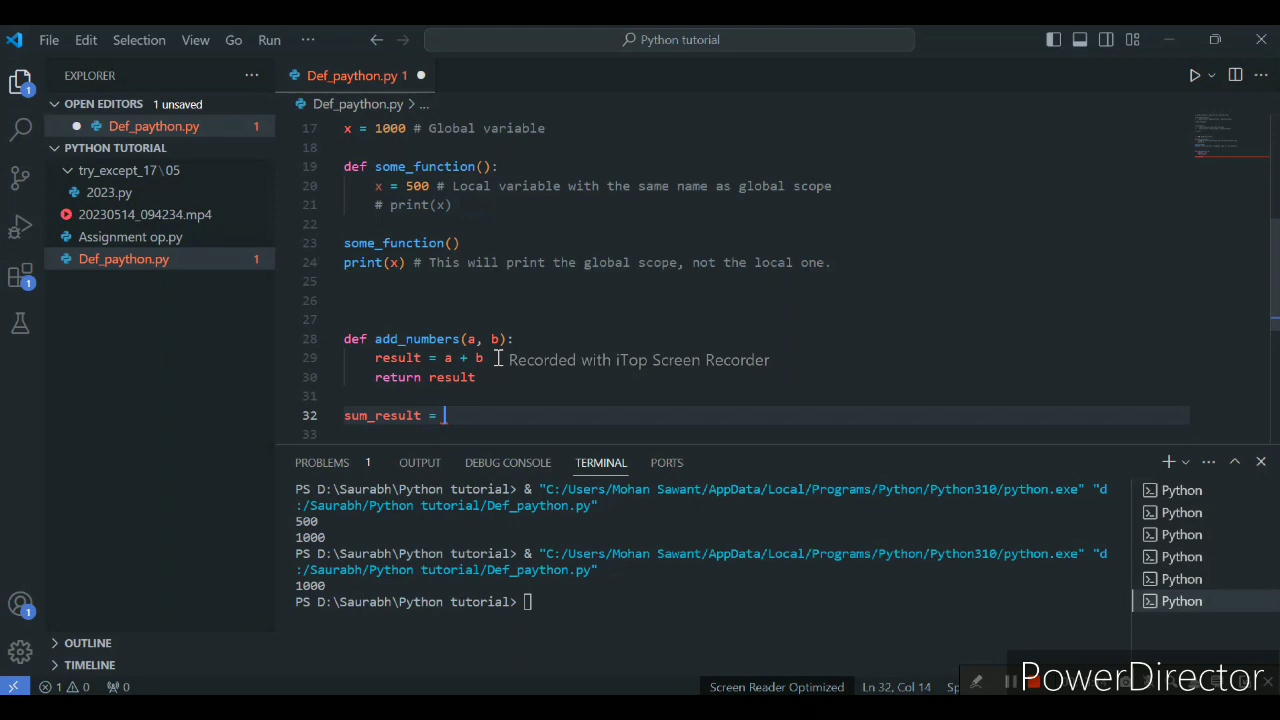 File Edit Selection View Go Run ··· Python tutorial
EXPLORER ···
OPEN EDITORS 1 unsaved
Def_paython.py 1
PYTHON TUTORIAL
try_except_17\05
2023.py
20230514_094234.mp4
Assignment op.py
Def_paython.py 1
OUTLINE
TIMELINE
Def_paython.py 1
Def_paython.py > ...
17 x = 1000 # Global variable
18
19 def some_function():
20     x = 500 # Local variable with the same name as global scope
21     # print(x)
22
23 some_function()
24 print(x) # This will print the global scope, not the local one.
25
26
27
28 def add_numbers(a, b):
29     result = a + b
30     return result
31
32 sum_result =
33
Recorded with iTop Screen Recorder
PROBLEMS 1 OUTPUT DEBUG CONSOLE TERMINAL PORTS
PS D:\Saurabh\Python tutorial> & "C:/Users/Mohan Sawant/AppData/Local/Programs/Python/Python310/python.exe" "d
:/Saurabh/Python tutorial/Def_paython.py"
500
1000
PS D:\Saurabh\Python tutorial> & "C:/Users/Mohan Sawant/AppData/Local/Programs/Python/Python310/python.exe" "d
:/Saurabh/Python tutorial/Def_paython.py"
1000
PS D:\Saurabh\Python tutorial>
Python
Python
Python
Python
Python
Python
1 0 0 Screen Reader Optimized Ln 32, Col 14
PowerDirector